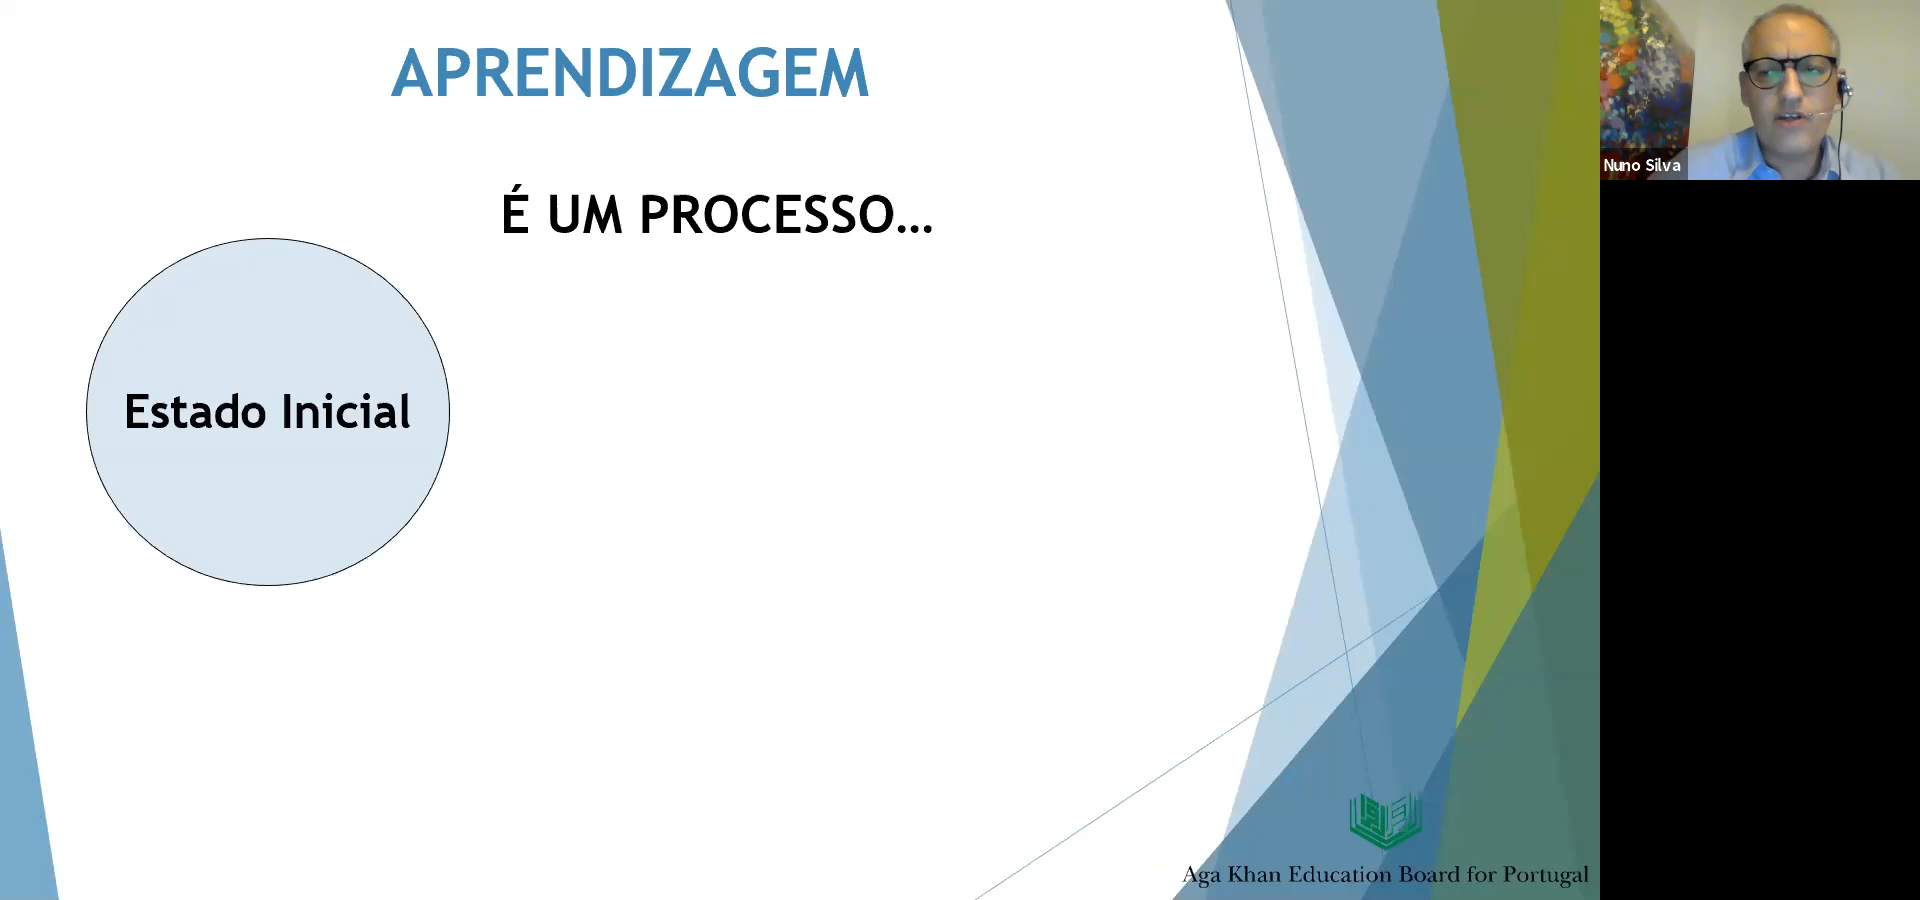 APRENDIZAGEM
É UM PROCESSO...
Estado Inicial
Nuno Silva
Aga Khan Education Board for Portugal